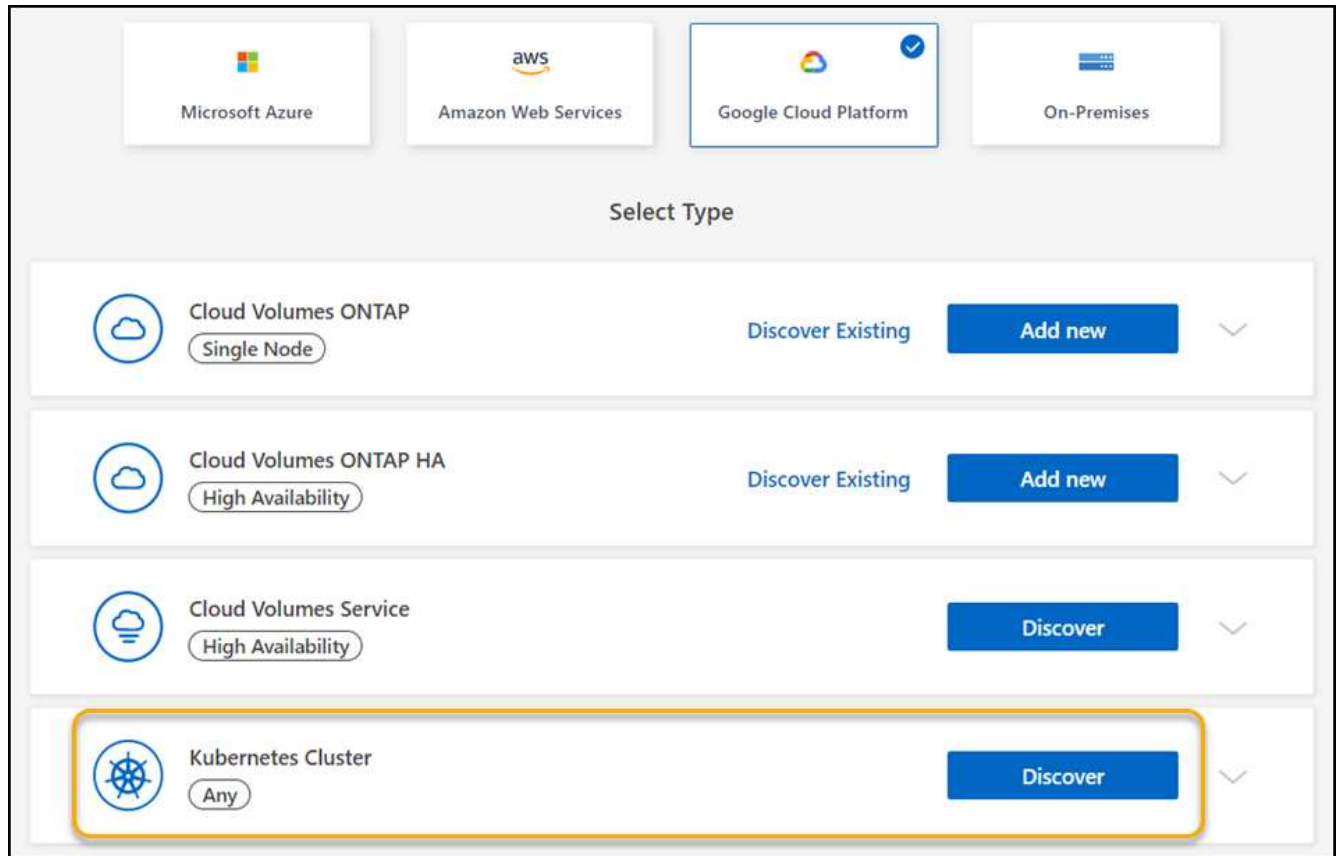 aws
Microsoft Azure
Amazon Web Services
Google Cloud Platform
On-Premises
Select Type
Cloud Volumes ONTAP
Single Node
Discover Existing
Add new
Cloud Volumes ONTAP HA
High Availability
Discover Existing
Add new
Cloud Volumes Service
High Availability
Discover
Kubernetes Cluster
Any
Discover